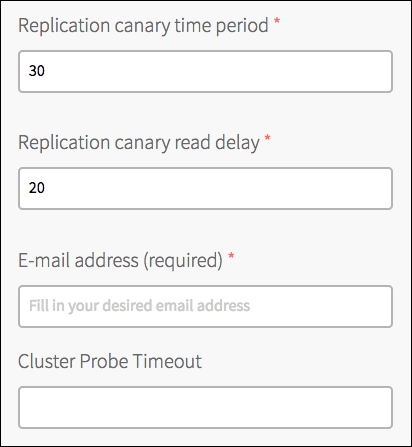 Replication canary time period *
30
Replication canary read delay *
20
E-mail address (required) *
Fill in your desired email address
Cluster Probe Timeout